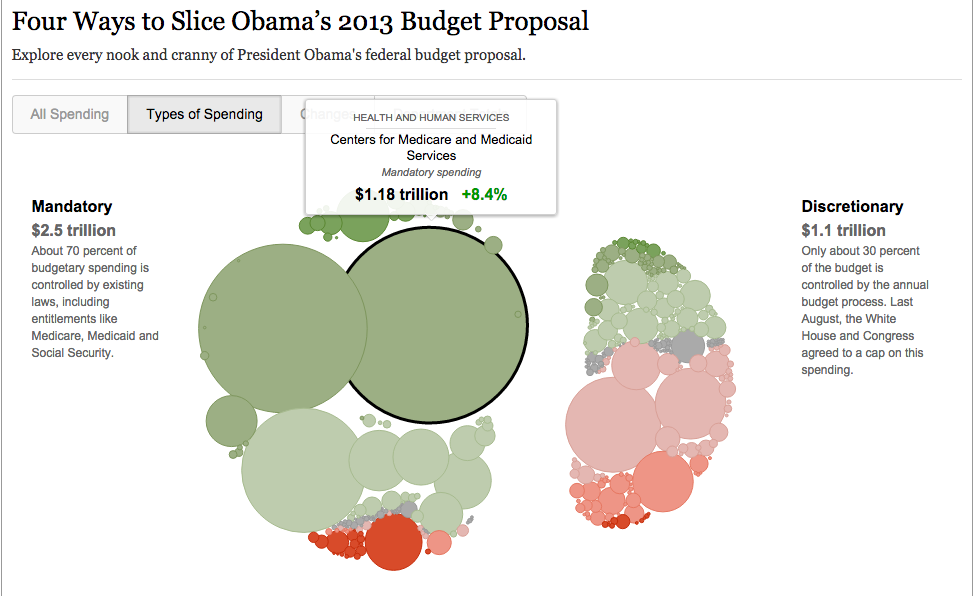 Four Ways to Slice Obama’s 2013 Budget Proposal
Explore every nook and cranny of President Obama's federal budget proposal.
All Spending
Types of Spending
HEALTH AND HUMAN SERVICES
Centers for Medicare and Medicaid
Services
Mandatory spending
$1.18 trillion +8.4%
Mandatory
$2.5 trillion
About 70 percent of
budgetary spending is
controlled by existing
laws, including
entitlements like
Medicare, Medicaid and
Social Security.
Discretionary
$1.1 trillion
Only about 30 percent
of the budget is
controlled by the annual
budget process. Last
August, the White
House and Congress
agreed to a cap on this
spending.